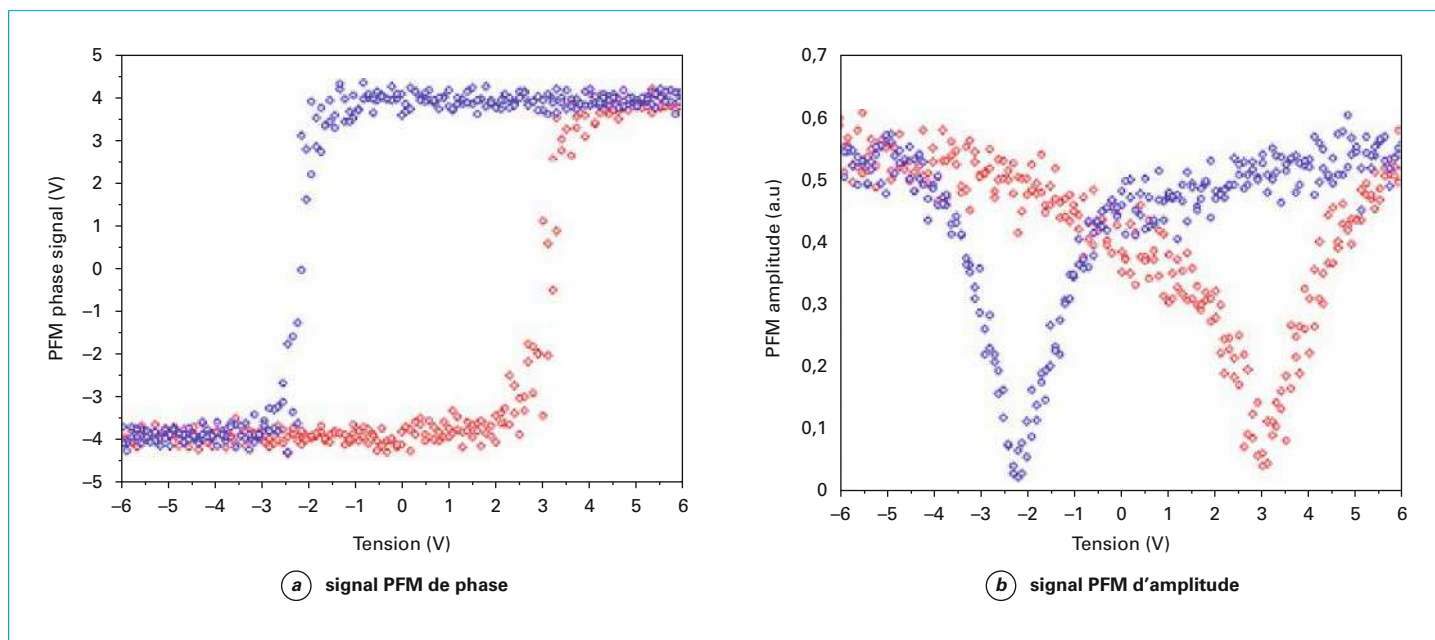 PFM phase signal (V)
5
4
3
2
1
0
–1
–2
–3
–4
–5
–6 –5 –4 –3 –2 –1 0 1 2 3 4 5 6
Tension (V)
a signal PFM de phase
PFM amplitude (a.u)
0,7
0,6
0,5
0,4
0,3
0,2
0,1
0
–6 –5 –4 –3 –2 –1 0 1 2 3 4 5 6
Tension (V)
b signal PFM d'amplitude